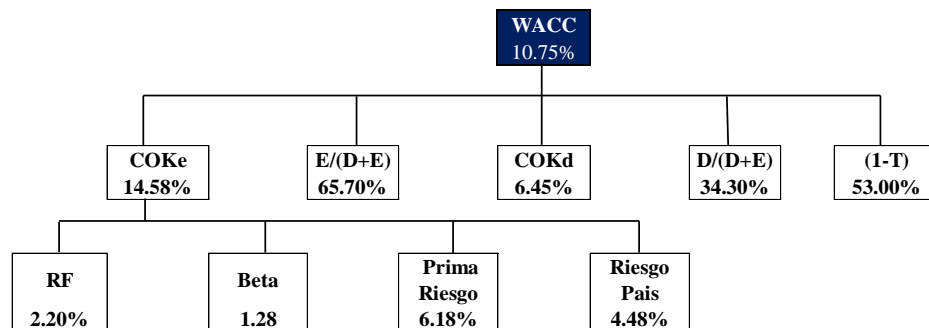 WACC
10.75%
COKe
14.58%
E/(D+E)
65.70%
COKd
6.45%
D/(D+E)
34.30%
(1-T)
53.00%
RF
2.20%
Beta
1.28
Prima
Riesgo
6.18%
Riesgo
Pais
4.48%